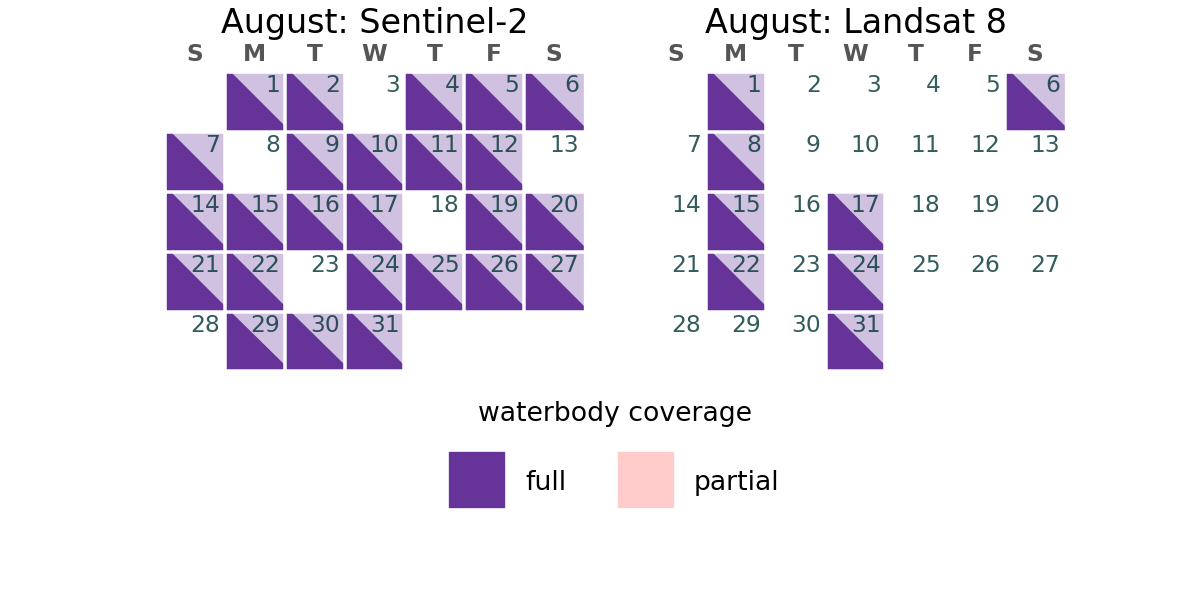 August: Sentinel-2
S M T W T F S
1 2 3 4 5 6
7 8 9 10 11 12 13
14 15 16 17 18 19 20
21 22 23 24 25 26 27
28 29 30 31
August: Landsat 8
S M T W T F S
1 2 3 4 5 6
7 8 9 10 11 12 13
14 15 16 17 18 19 20
21 22 23 24 25 26 27
28 29 30 31
waterbody coverage
full
partial